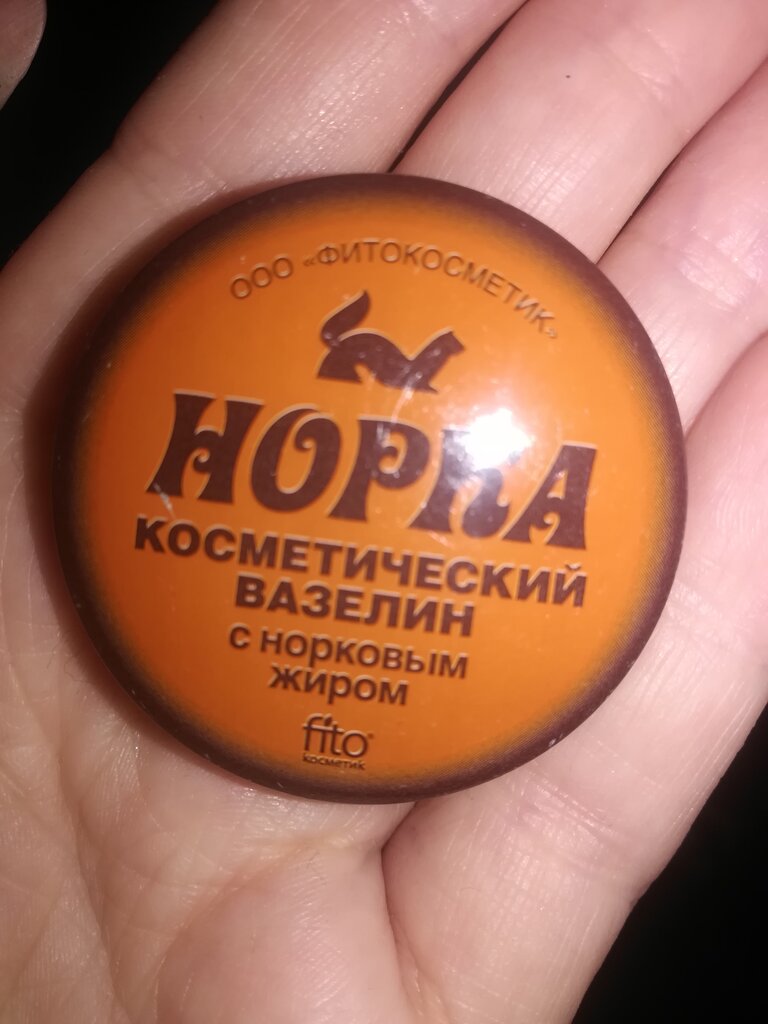 ООО «ФИТОКОСМЕТИК»
НОРКА
КОСМЕТИЧЕСКИЙ
ВАЗЕЛИН
С НОРКОВЫМ
ЖИРОМ
fito®
косметик